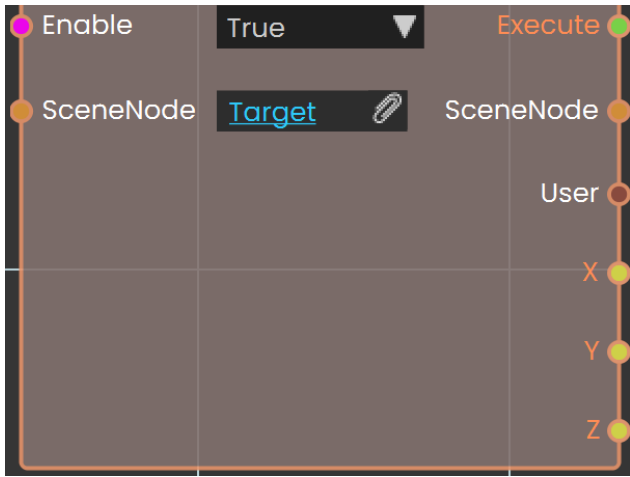 Enable True Execute
SceneNode Target SceneNode
User
X
Y
Z